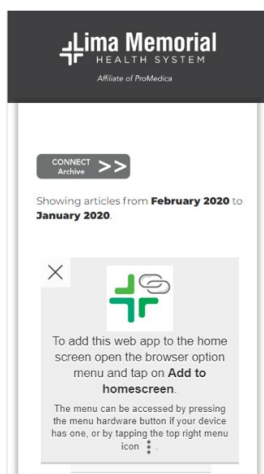 Lima Memorial
HEALTH SYSTEM
Affiliate of ProMedica
CONNECT
Archive >>
Showing articles from February 2020 to
January 2020.
To add this web app to the home
screen open the browser option
menu and tap on Add to
homescreen.
The menu can be accessed by pressing
the menu hardware button if your device
has one, or by tapping the top right menu
icon .